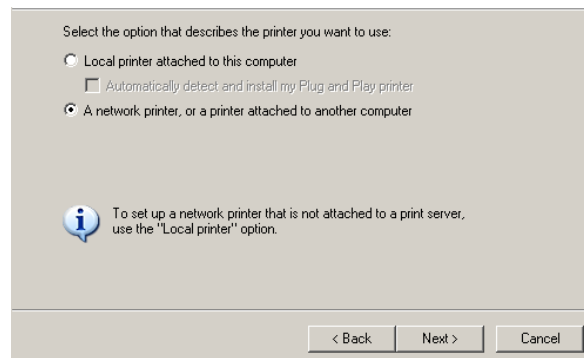 Select the option that describes the printer you want to use:
Local printer attached to this computer
Automatically detect and install my Plug and Play printer
A network printer, or a printer attached to another computer
To set up a network printer that is not attached to a print server,
use the "Local printer" option.
< Back Next > Cancel